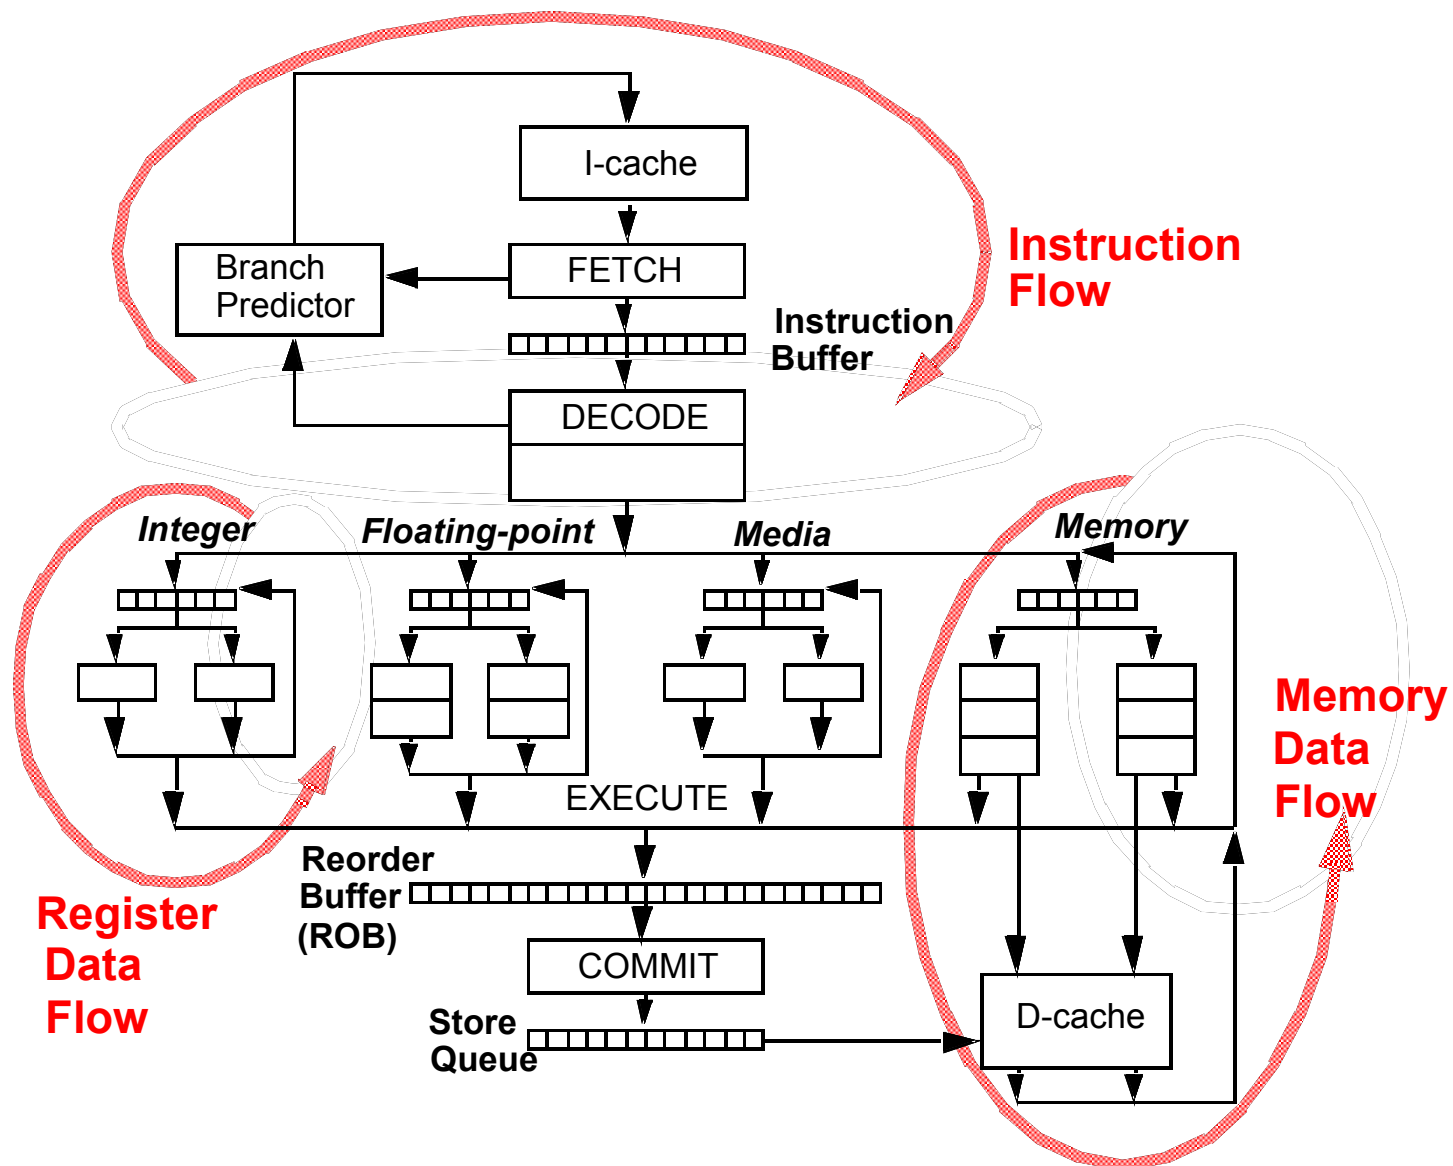 I-cache
Branch
Predictor
FETCH
Instruction
Flow
Instruction
Buffer
DECODE
Integer
Floating-point
Media
Memory
EXECUTE
Memory
Data
Flow
Reorder
Buffer
(ROB)
Register
Data
Flow
COMMIT
Store
Queue
D-cache